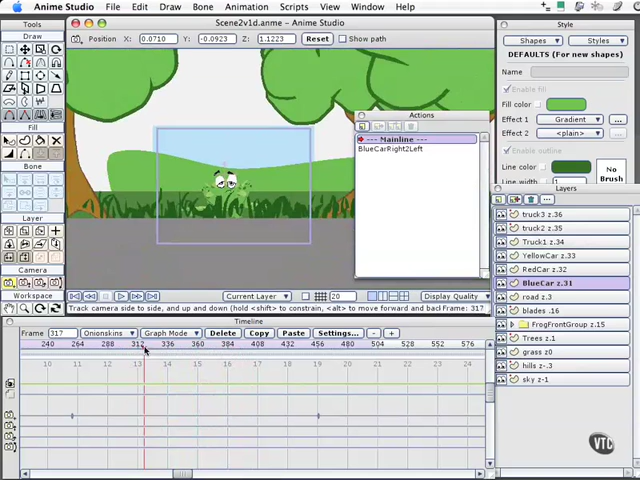 Anime Studio File Edit Draw Bone Animation Scripts View Window Help
Scene2v1d.anme - Anime Studio
Tools
Draw
Fill
Bone
Layer
Camera
Workspace
Position X: 0.0710 Y: -0.0923 Z: 1.1223 Reset Show path
Actions
--- Mainline ---
BlueCarRight2Left
Style
Shapes Styles
DEFAULTS (For new shapes)
Name
Enable fill
Fill color
Effect 1 Gradient
Effect 2 <plain>
Enable outline
Line color
Line width
No Brush
Layers
truck3 z.36
truck2 z.35
Truck1 z.34
YellowCar z.33
RedCar z.32
BlueCar z.31
road z.3
blades .16
FrogFrontGroup z.15
Trees z.1
grass z0
hills z-.3
sky z-1
Current Layer 20 Display Quality
Track camera side to side, and up and down (hold <shift> to constrain, <alt> to move forward and back Frame: 317
Timeline
Frame 317 Onionskins Graph Mode Delete Copy Paste Settings... - +
240 264 288 312 336 360 384 408 432 456 480 504 528 552 576
10 11 12 13 14 15 16 17 18 19 20 21 22 23 24
VTC